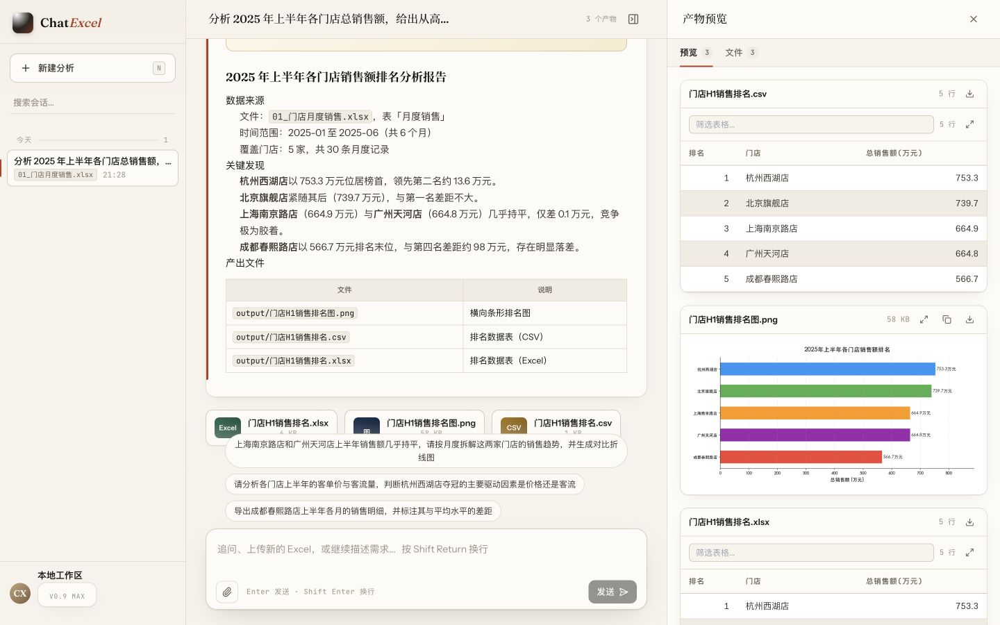 ChatExcel
新建分析
N
搜索会话...
今天
1
分析 2025 年上半年各门店总销售额，...
01_门店月度销售.xlsx
21:28
本地工作区
CX
V0.9 MAX
分析 2025 年上半年各门店总销售额，给出从高...
3 个产物
2025 年上半年各门店销售额排名分析报告
数据来源
文件：01_门店月度销售.xlsx，表「月度销售」
时间范围：2025-01 至 2025-06（共 6 个月）
覆盖门店：5 家，共 30 条月度记录
关键发现
杭州西湖店以 753.3 万元位居榜首，领先第二名约 13.6 万元。
北京旗舰店紧随其后（739.7 万元），与第一名差距不大。
上海南京路店（664.9 万元）与广州天河店（664.8 万元）几乎持平，仅差 0.1 万元，竞争
极为胶着。
成都春熙路店以 566.7 万元排名末位，与第四名差距约 98 万元，存在明显落差。
产出文件
文件 说明
output/门店H1销售排名图.png 横向条形排名图
output/门店H1销售排名.csv 排名数据表（CSV）
output/门店H1销售排名.xlsx 排名数据表（Excel）
Excel
门店H1销售排名.xlsx
6 KB
图
门店H1销售排名图.png
58 KB
CSV
门店H1销售排名.csv
1 KB
上海南京路店和广州天河店上半年销售额几乎持平，请按月度拆解这两家门店的销售趋势，并生成对比折
线图
请分析各门店上半年的客单价与客流量，判断杭州西湖店夺冠的主要驱动因素是价格还是客流
导出成都春熙路店上半年各月的销售明细，并标注其与平均水平的差距
追问、上传新的 Excel，或继续描述需求... 按 Shift Return 换行
Enter 发送 · Shift Enter 换行
发送
产物预览
预览 3 文件 3
门店H1销售排名.csv
5 行
筛选表格...
5 行
排名 门店 总销售额(万元)
1 杭州西湖店 753.3
2 北京旗舰店 739.7
3 上海南京路店 664.9
4 广州天河店 664.8
5 成都春熙路店 566.7
门店H1销售排名图.png
58 KB
2025年上半年各门店销售额排名
杭州西湖店 753.3万元
北京旗舰店 739.7万元
上海南京路店 664.9万元
广州天河店 664.8万元
成都春熙路店 566.7万元
0 100 200 300 400 500 600 700 800
总销售额 (万元)
门店H1销售排名.xlsx
5 行
筛选表格...
5 行
排名 门店 总销售额(万元)
1 杭州西湖店 753.3